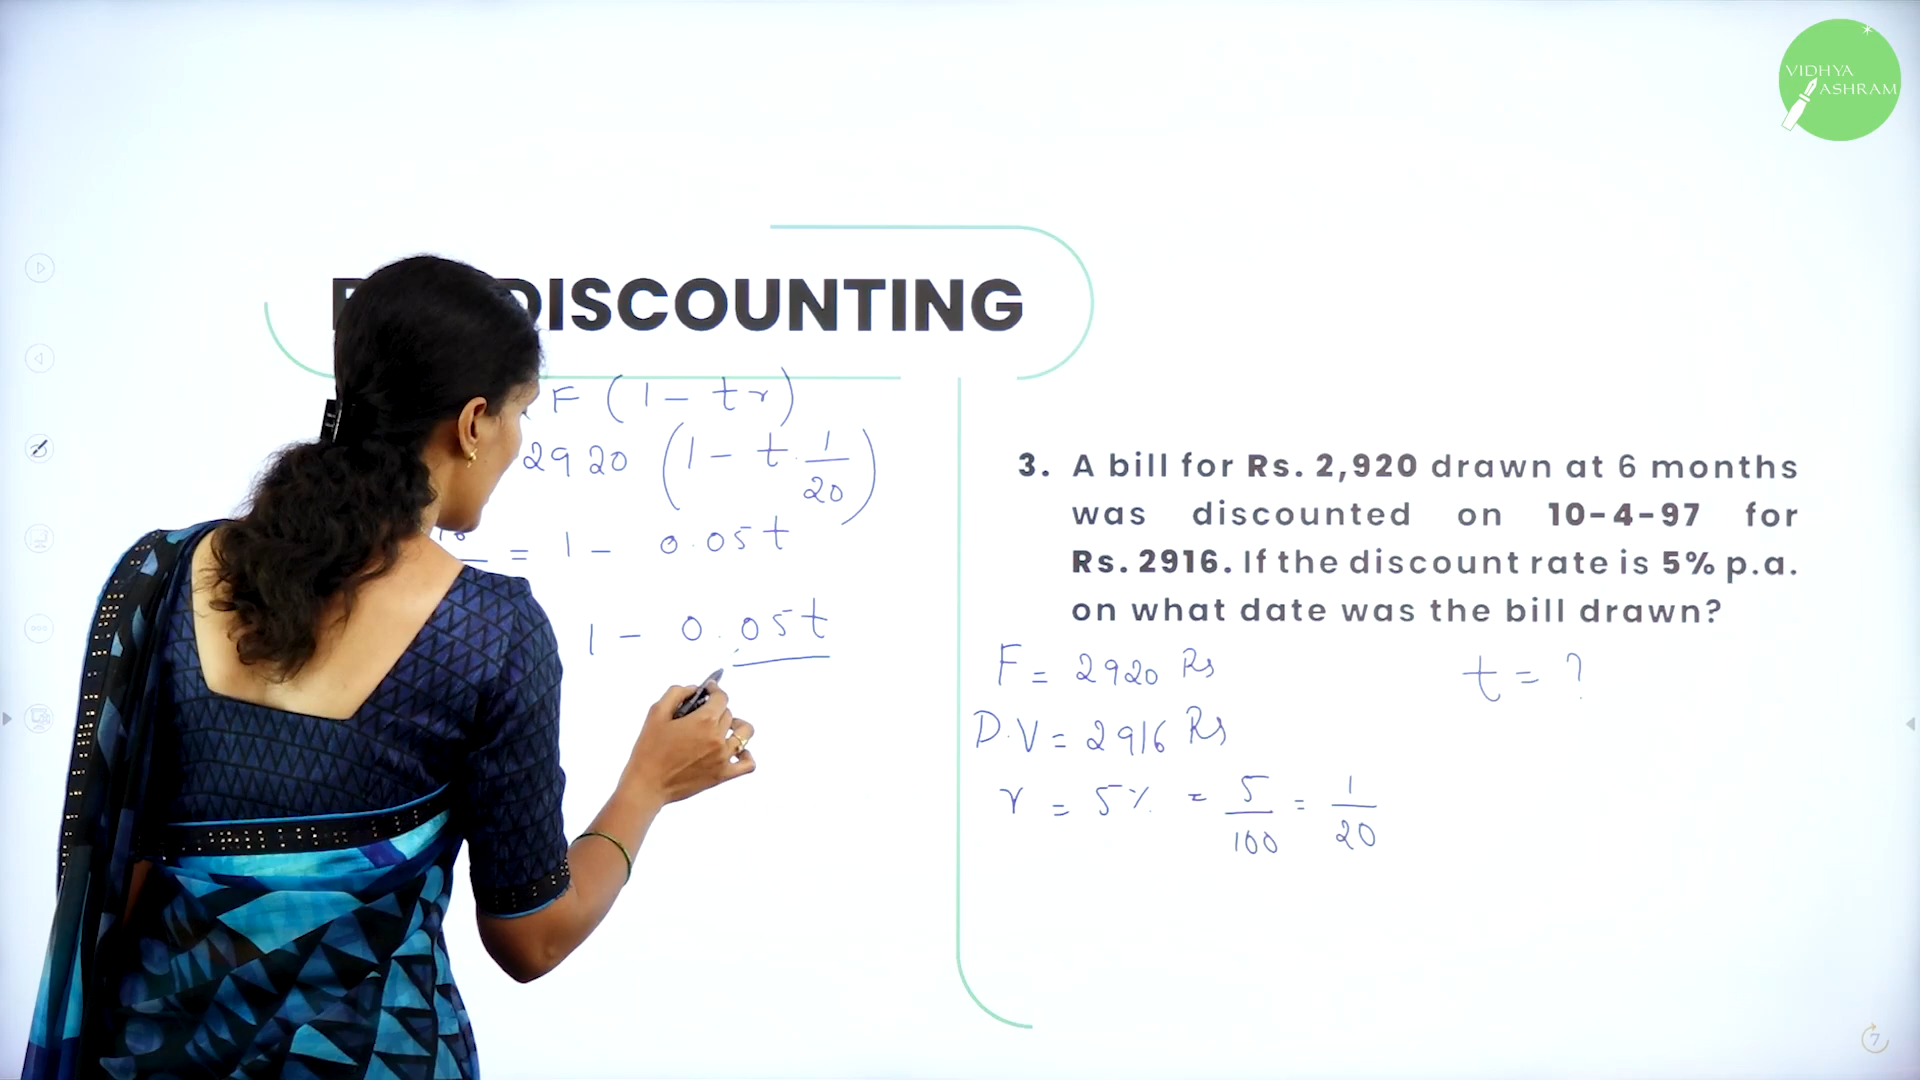 VIDHYA
ASHRAM
DISCOUNTING
F (1 - tr)
2920 (1 - t. 1/20)
= 1 - 0.05t
1 - 0.05t
3. A bill for Rs. 2,920 drawn at 6 months
was discounted on 10-4-97 for
Rs. 2916. If the discount rate is 5% p.a.
on what date was the bill drawn?
F = 2920 Rs
t = ?
D.V = 2916 Rs
r = 5% = 5/100 = 1/20
7